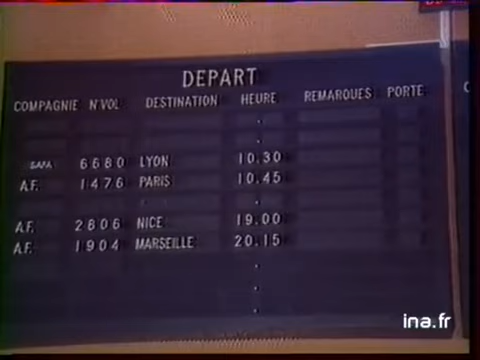 DEPART
COMPAGNIE N'VOL DESTINATION HEURE REMARQUES PORTE
6680 LYON 10.30
A.F. 1476 PARIS 10.45
A.F. 2806 NICE 19.00
A.F. 1904 MARSEILLE 20.15
ina.fr